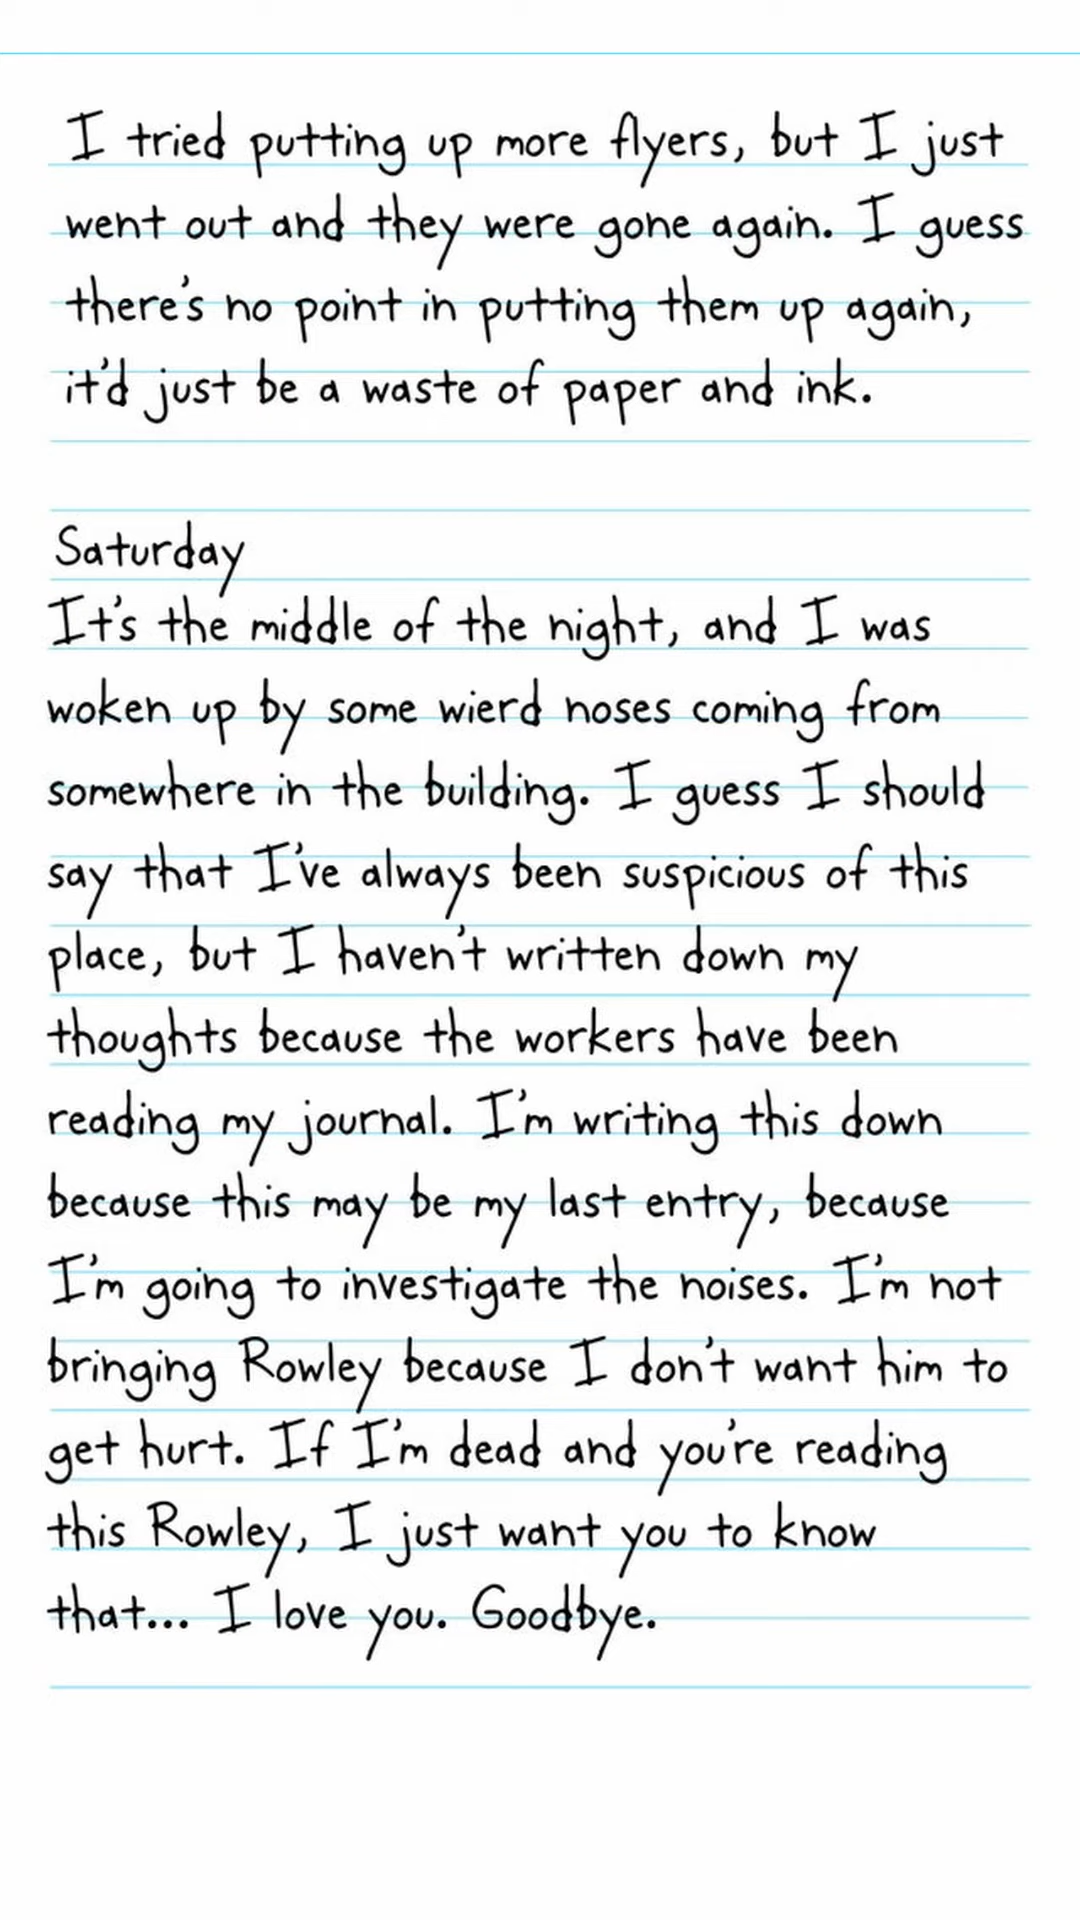 I tried putting up more flyers, but I just
went out and they were gone again. I guess
there's no point in putting them up again,
it'd just be a waste of paper and ink.
Saturday
It's the middle of the night, and I was
woken up by some wierd noses coming from
somewhere in the building. I guess I should
say that I've always been suspicious of this
place, but I haven't written down my
thoughts because the workers have been
reading my journal. I'm writing this down
because this may be my last entry, because
I'm going to investigate the noises. I'm not
bringing Rowley because I don't want him to
get hurt. If I'm dead and you're reading
this Rowley, I just want you to know
that... I love you. Goodbye.